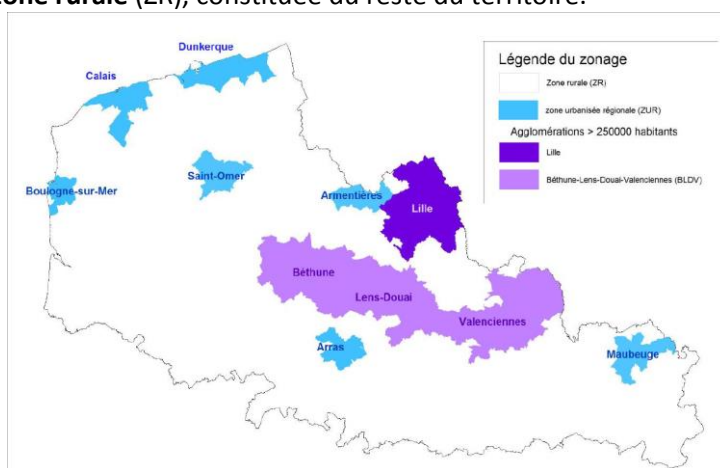 zone rurale (ZR), constituée du reste du territoire.
Dunkerque
Calais
Légende du zonage
Zone rurale (ZR)
zone urbanisée régionale (ZUR)
Agglomérations > 250000 habitants
Lille
Béthune-Lens-Douai-Valenciennes (BLDV)
Saint-Omer
Boulogne-sur-Mer
Armentières
Lille
Béthune
Lens-Douai
Valenciennes
Arras
Maubeuge